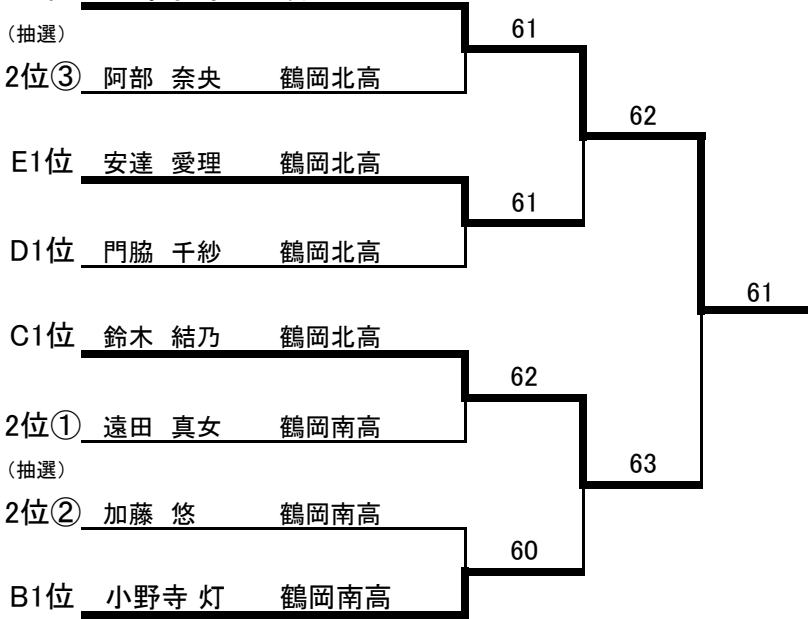 （抽選）
61
2位③ 阿部 奈央 鶴岡北高
62
E1位 安達 愛理 鶴岡北高
61
D1位 門脇 千紗 鶴岡北高
61
C1位 鈴木 結乃 鶴岡北高
62
2位① 遠田 真女 鶴岡南高
（抽選）
63
2位② 加藤 悠 鶴岡南高
60
B1位 小野寺 灯 鶴岡南高